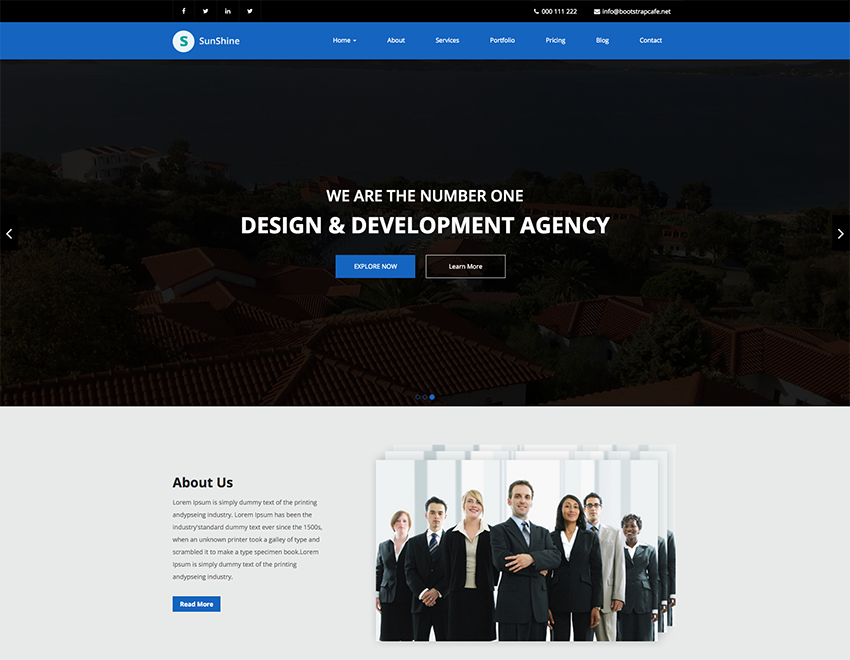 000 111 222 info@bootstrapcafe.net
S SunShine Home About Services Portfolio Pricing Blog Contact
WE ARE THE NUMBER ONE
DESIGN & DEVELOPMENT AGENCY
EXPLORE NOW Learn More
About Us
Lorem Ipsum is simply dummy text of the printing
andypseing industry. Lorem Ipsum has been the
industry'standard dummy text ever since the 1500s,
when an unknown printer took a galley of type and
scrambled it to make a type specimen book.Lorem
Ipsum is simply dummy text of the printing
andypseing industry.
Read More